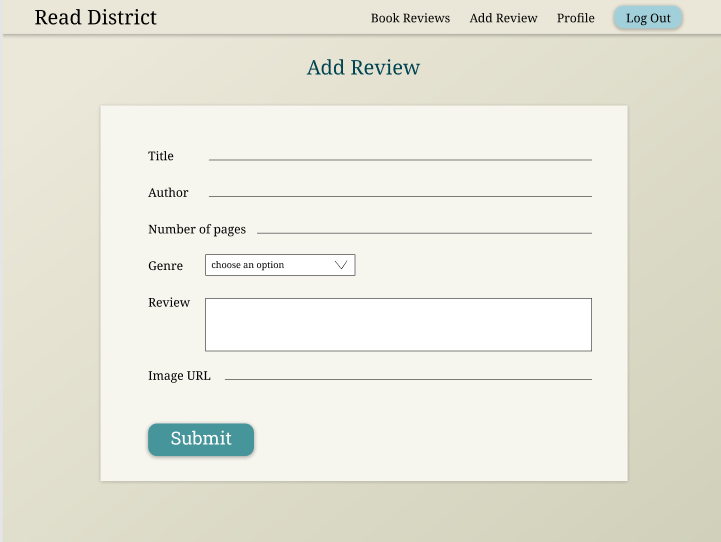 Read District
Book Reviews Add Review Profile Log Out
Add Review
Title
Author
Number of pages
Genre choose an option
Review
Image URL
Submit